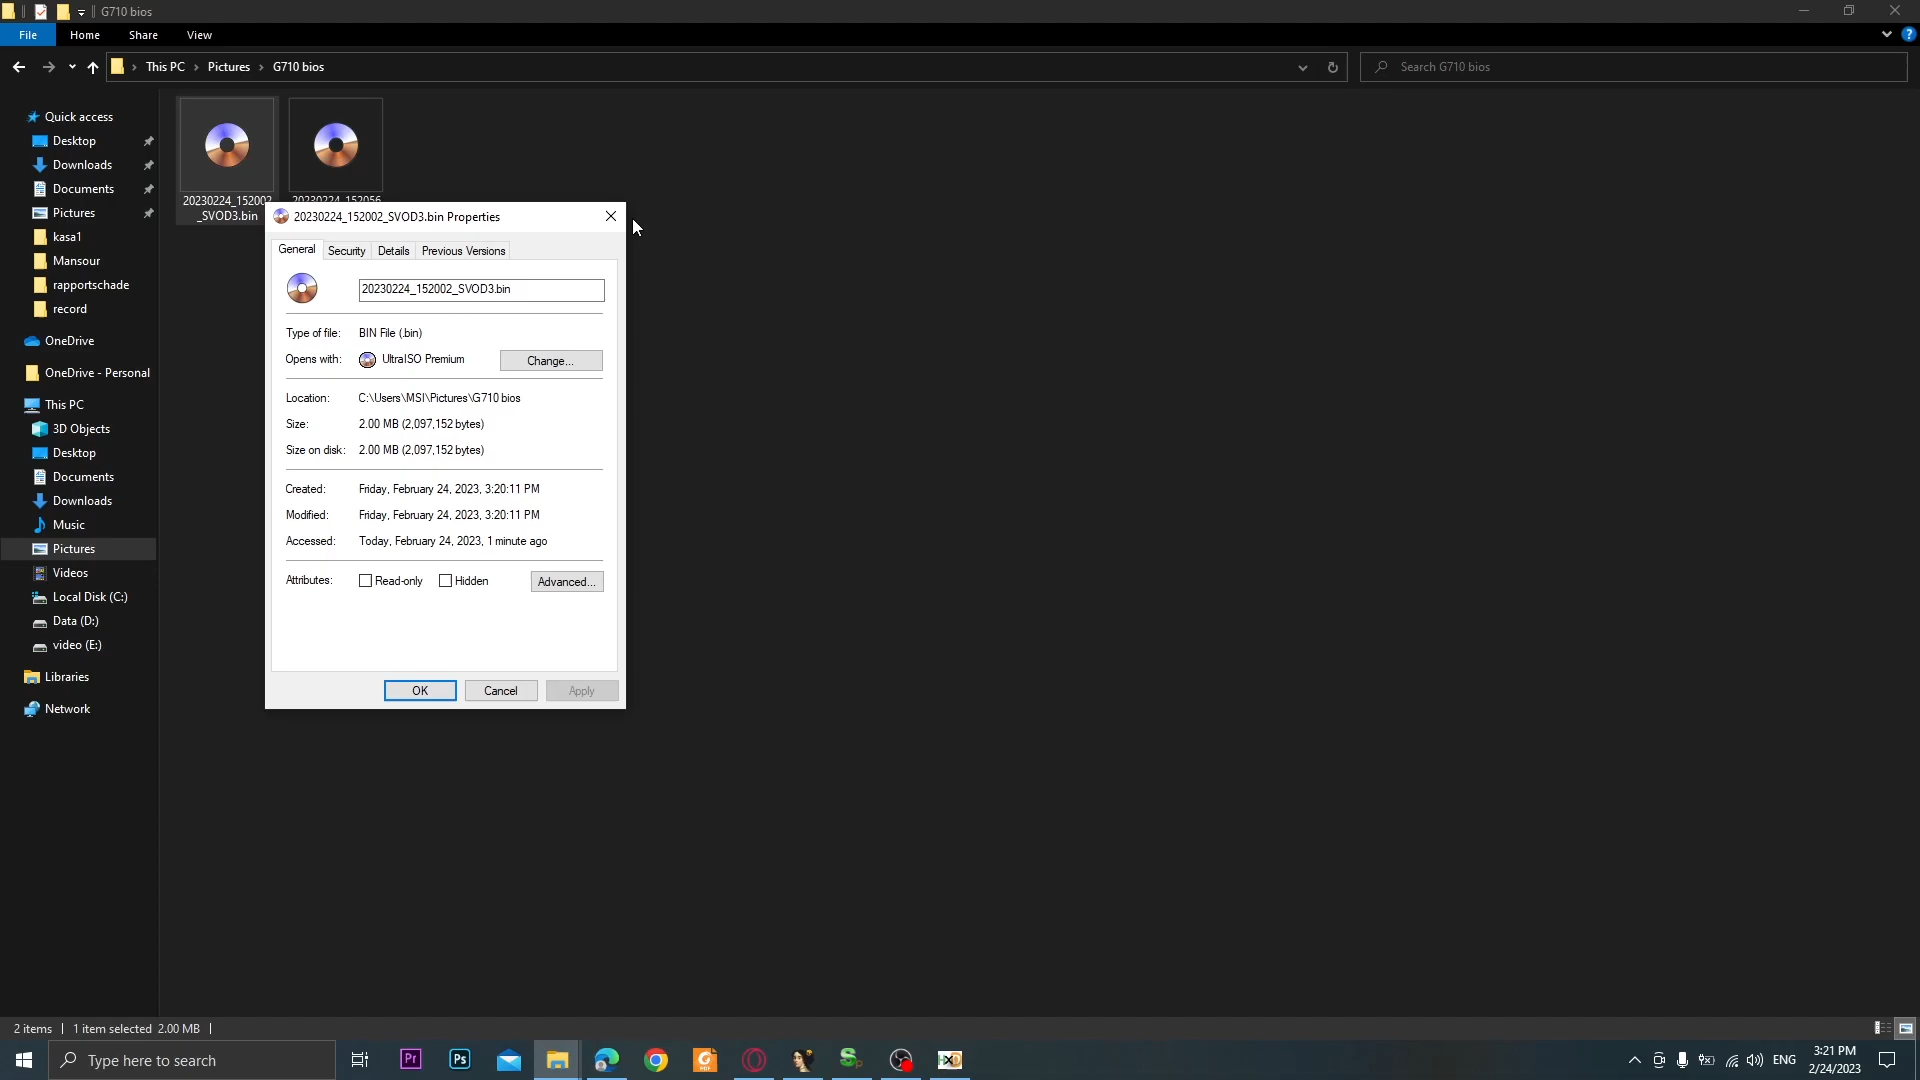 G710 bios
File Home Share View
This PC Pictures G710 bios
Search G710 bios
Quick access
Desktop
Downloads
Documents
Pictures
kasa1
Mansour
rapportschade
record
OneDrive
OneDrive - Personal
This PC
3D Objects
Desktop
Documents
Downloads
Music
Pictures
Videos
Local Disk (C:)
Data (D:)
video (E:)
Libraries
Network
20230224_152002
_SVOD3.bin
20230224_152056
20230224_152002_SVOD3.bin Properties
General Security Details Previous Versions
20230224_152002_SVOD3.bin
Type of file: BIN File (.bin)
Opens with: UltraISO Premium Change...
Location: C:\Users\MSI\Pictures\G710 bios
Size: 2.00 MB (2,097,152 bytes)
Size on disk: 2.00 MB (2,097,152 bytes)
Created: Friday, February 24, 2023, 3:20:11 PM
Modified: Friday, February 24, 2023, 3:20:11 PM
Accessed: Today, February 24, 2023, 1 minute ago
Attributes: Read-only Hidden Advanced...
OK Cancel Apply
2 items 1 item selected 2.00 MB
Type here to search
Pr
Ps
ENG
3:21 PM
2/24/2023